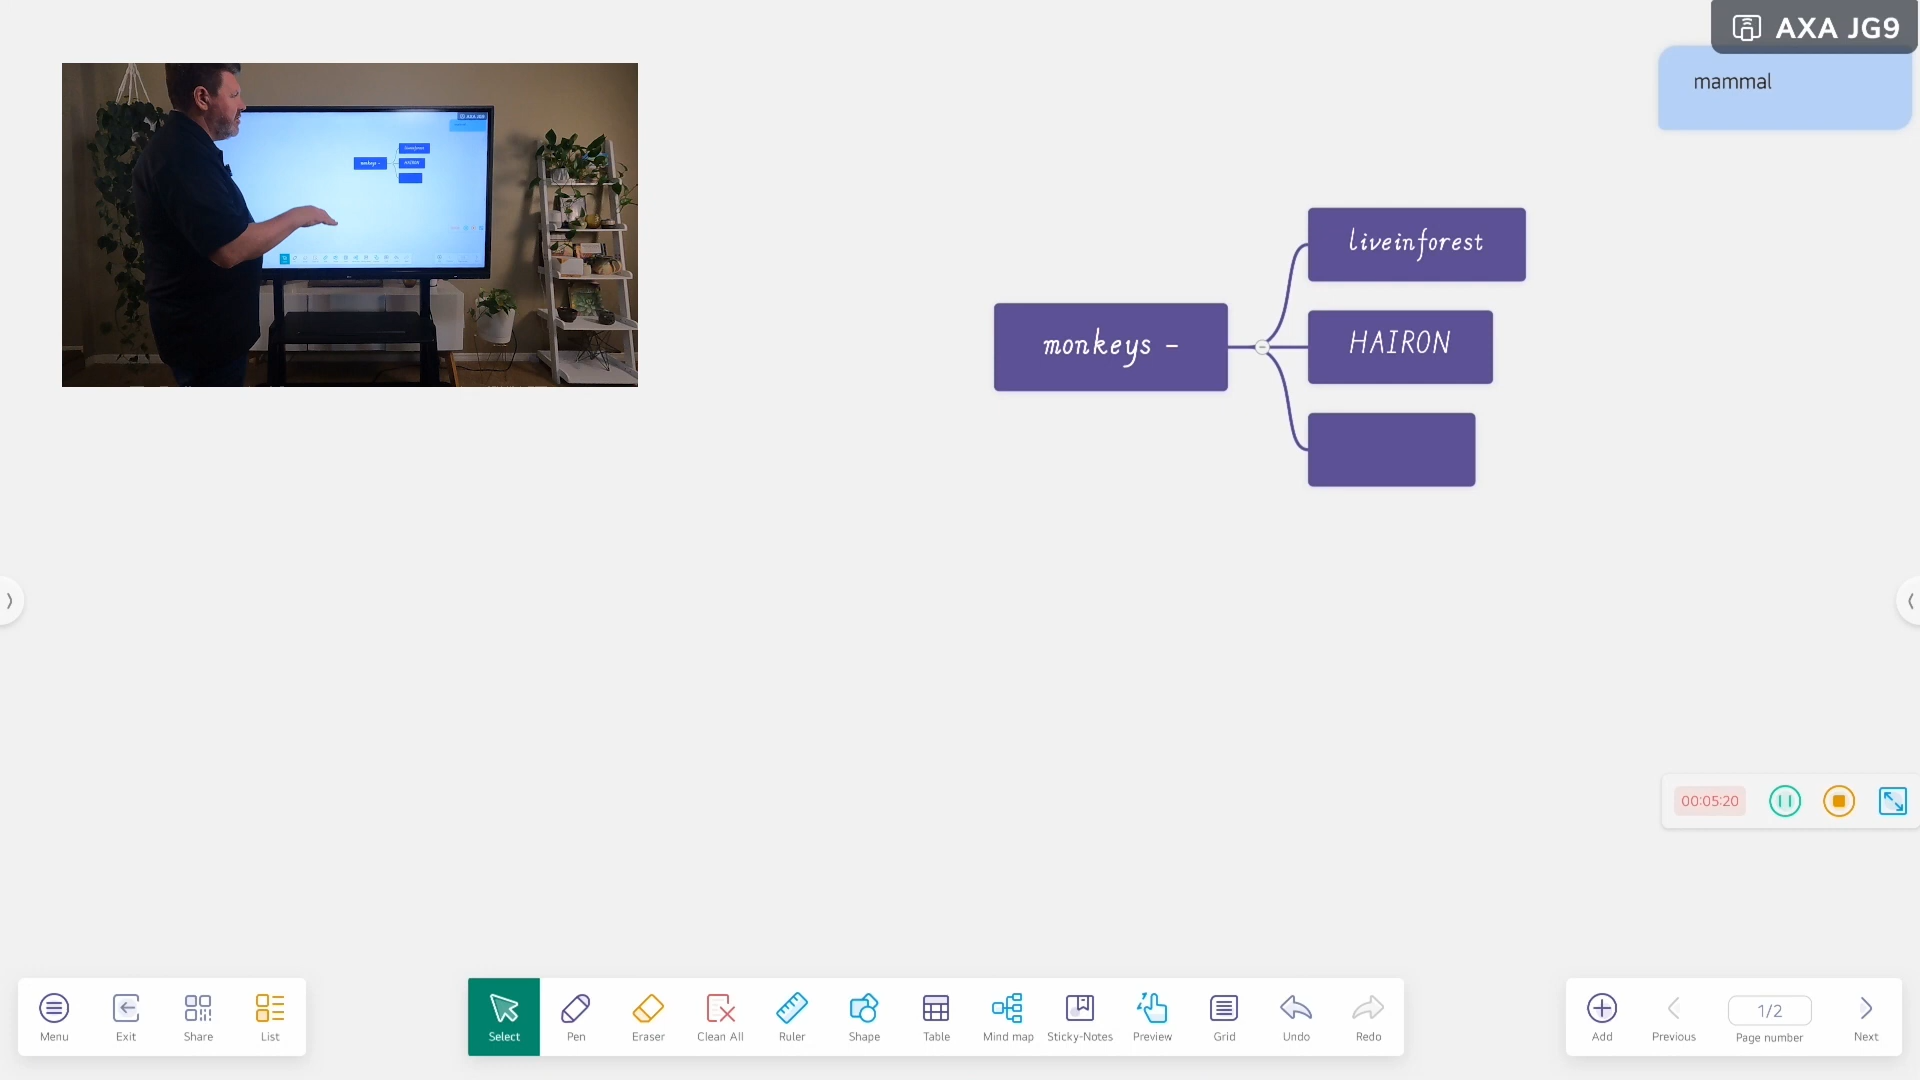 AXA JG9
mammal
liveinforest
monkeys -
HAIRON
00:05:20
Menu
Exit
Share
List
Select
Pen
Eraser
Clean All
Ruler
Shape
Table
Mind map
Sticky-Notes
Preview
Grid
Undo
Redo
Add
Previous
1/2
Page number
Next